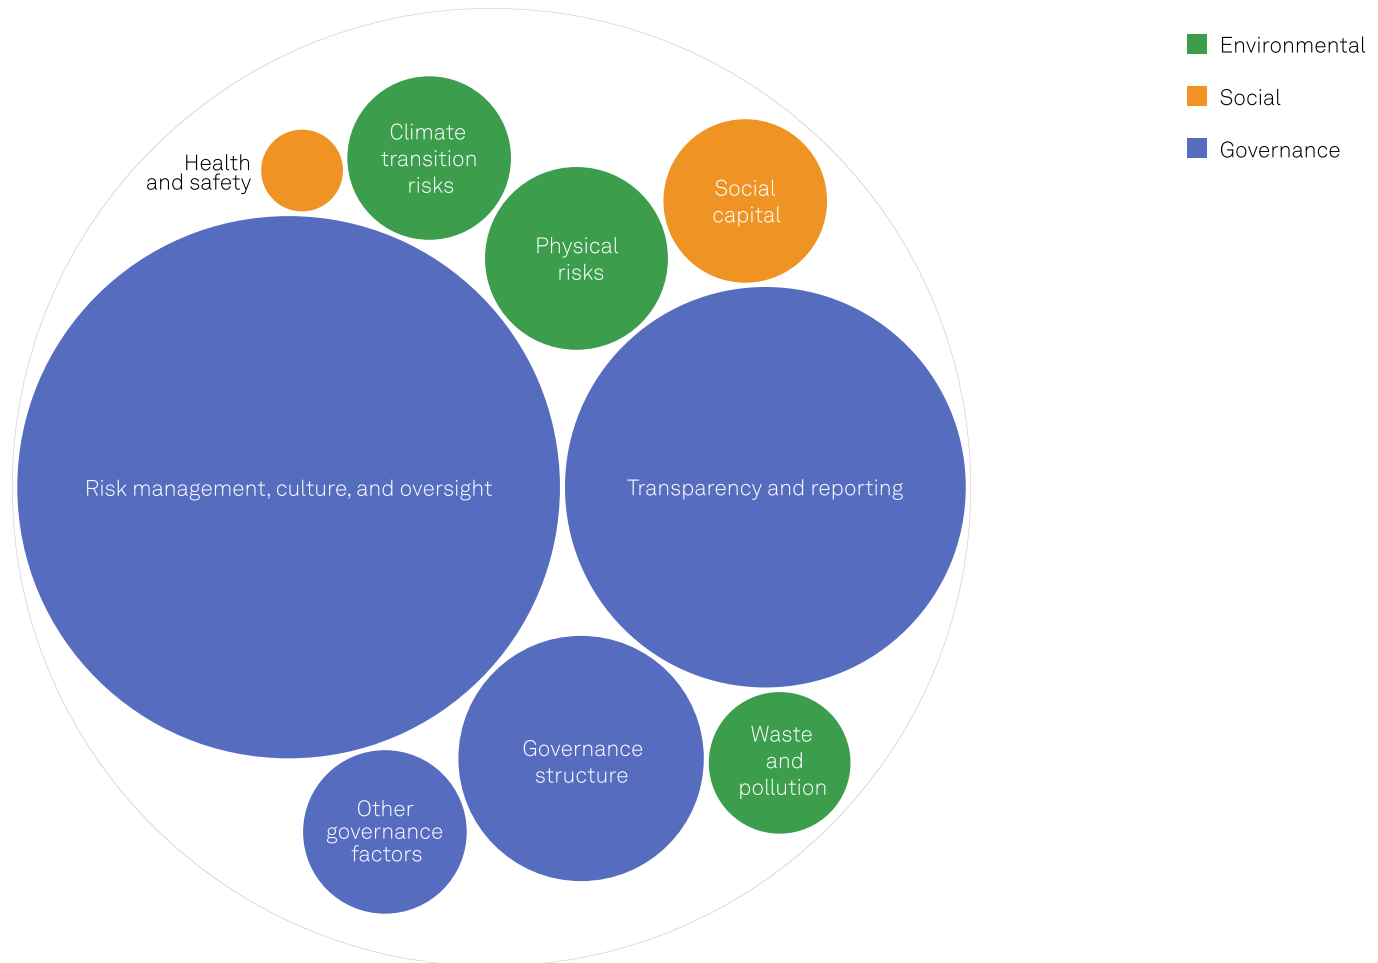 Environmental
Social
Governance
Climate
transition
risks
Health
and safety
Social
capital
Physical
risks
Risk management, culture, and oversight
Transparency and reporting
Governance
structure
Waste
and
pollution
Other
governance
factors